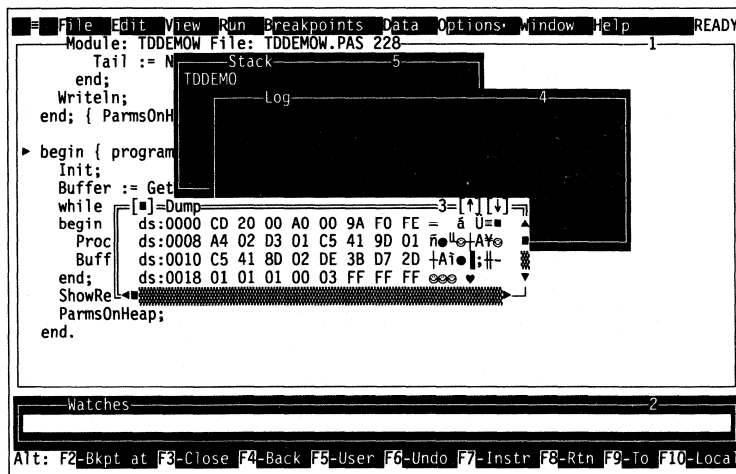 ≡ File Edit View Run Breakpoints Data Options• Window Help READY
Module: TDDEMOW File: TDDEMOW.PAS 228 1
Tail := N
Stack 5
end;
TDDEMO
Writeln;
Log 4
end; { ParmsOnH
► begin { program
Init;
Buffer := Get
while
[■]=Dump 3=[↑][↓]
begin ds:0000 CD 20 00 A0 00 9A F0 FE = á Ü≡■
Proc ds:0008 A4 02 D3 01 C5 41 9D 01 ñ☻╙☺┼A¥☺
Buff ds:0010 C5 41 8D 02 DE 3B D7 2D ┼Aì☻▐;╫-
end; ds:0018 01 01 01 00 03 FF FF FF ☺☺☺ ♥
ShowRe
ParmsOnHeap;
end.
Watches 2
Alt: F2-Bkpt at F3-Close F4-Back F5-User F6-Undo F7-Instr F8-Rtn F9-To F10-Local